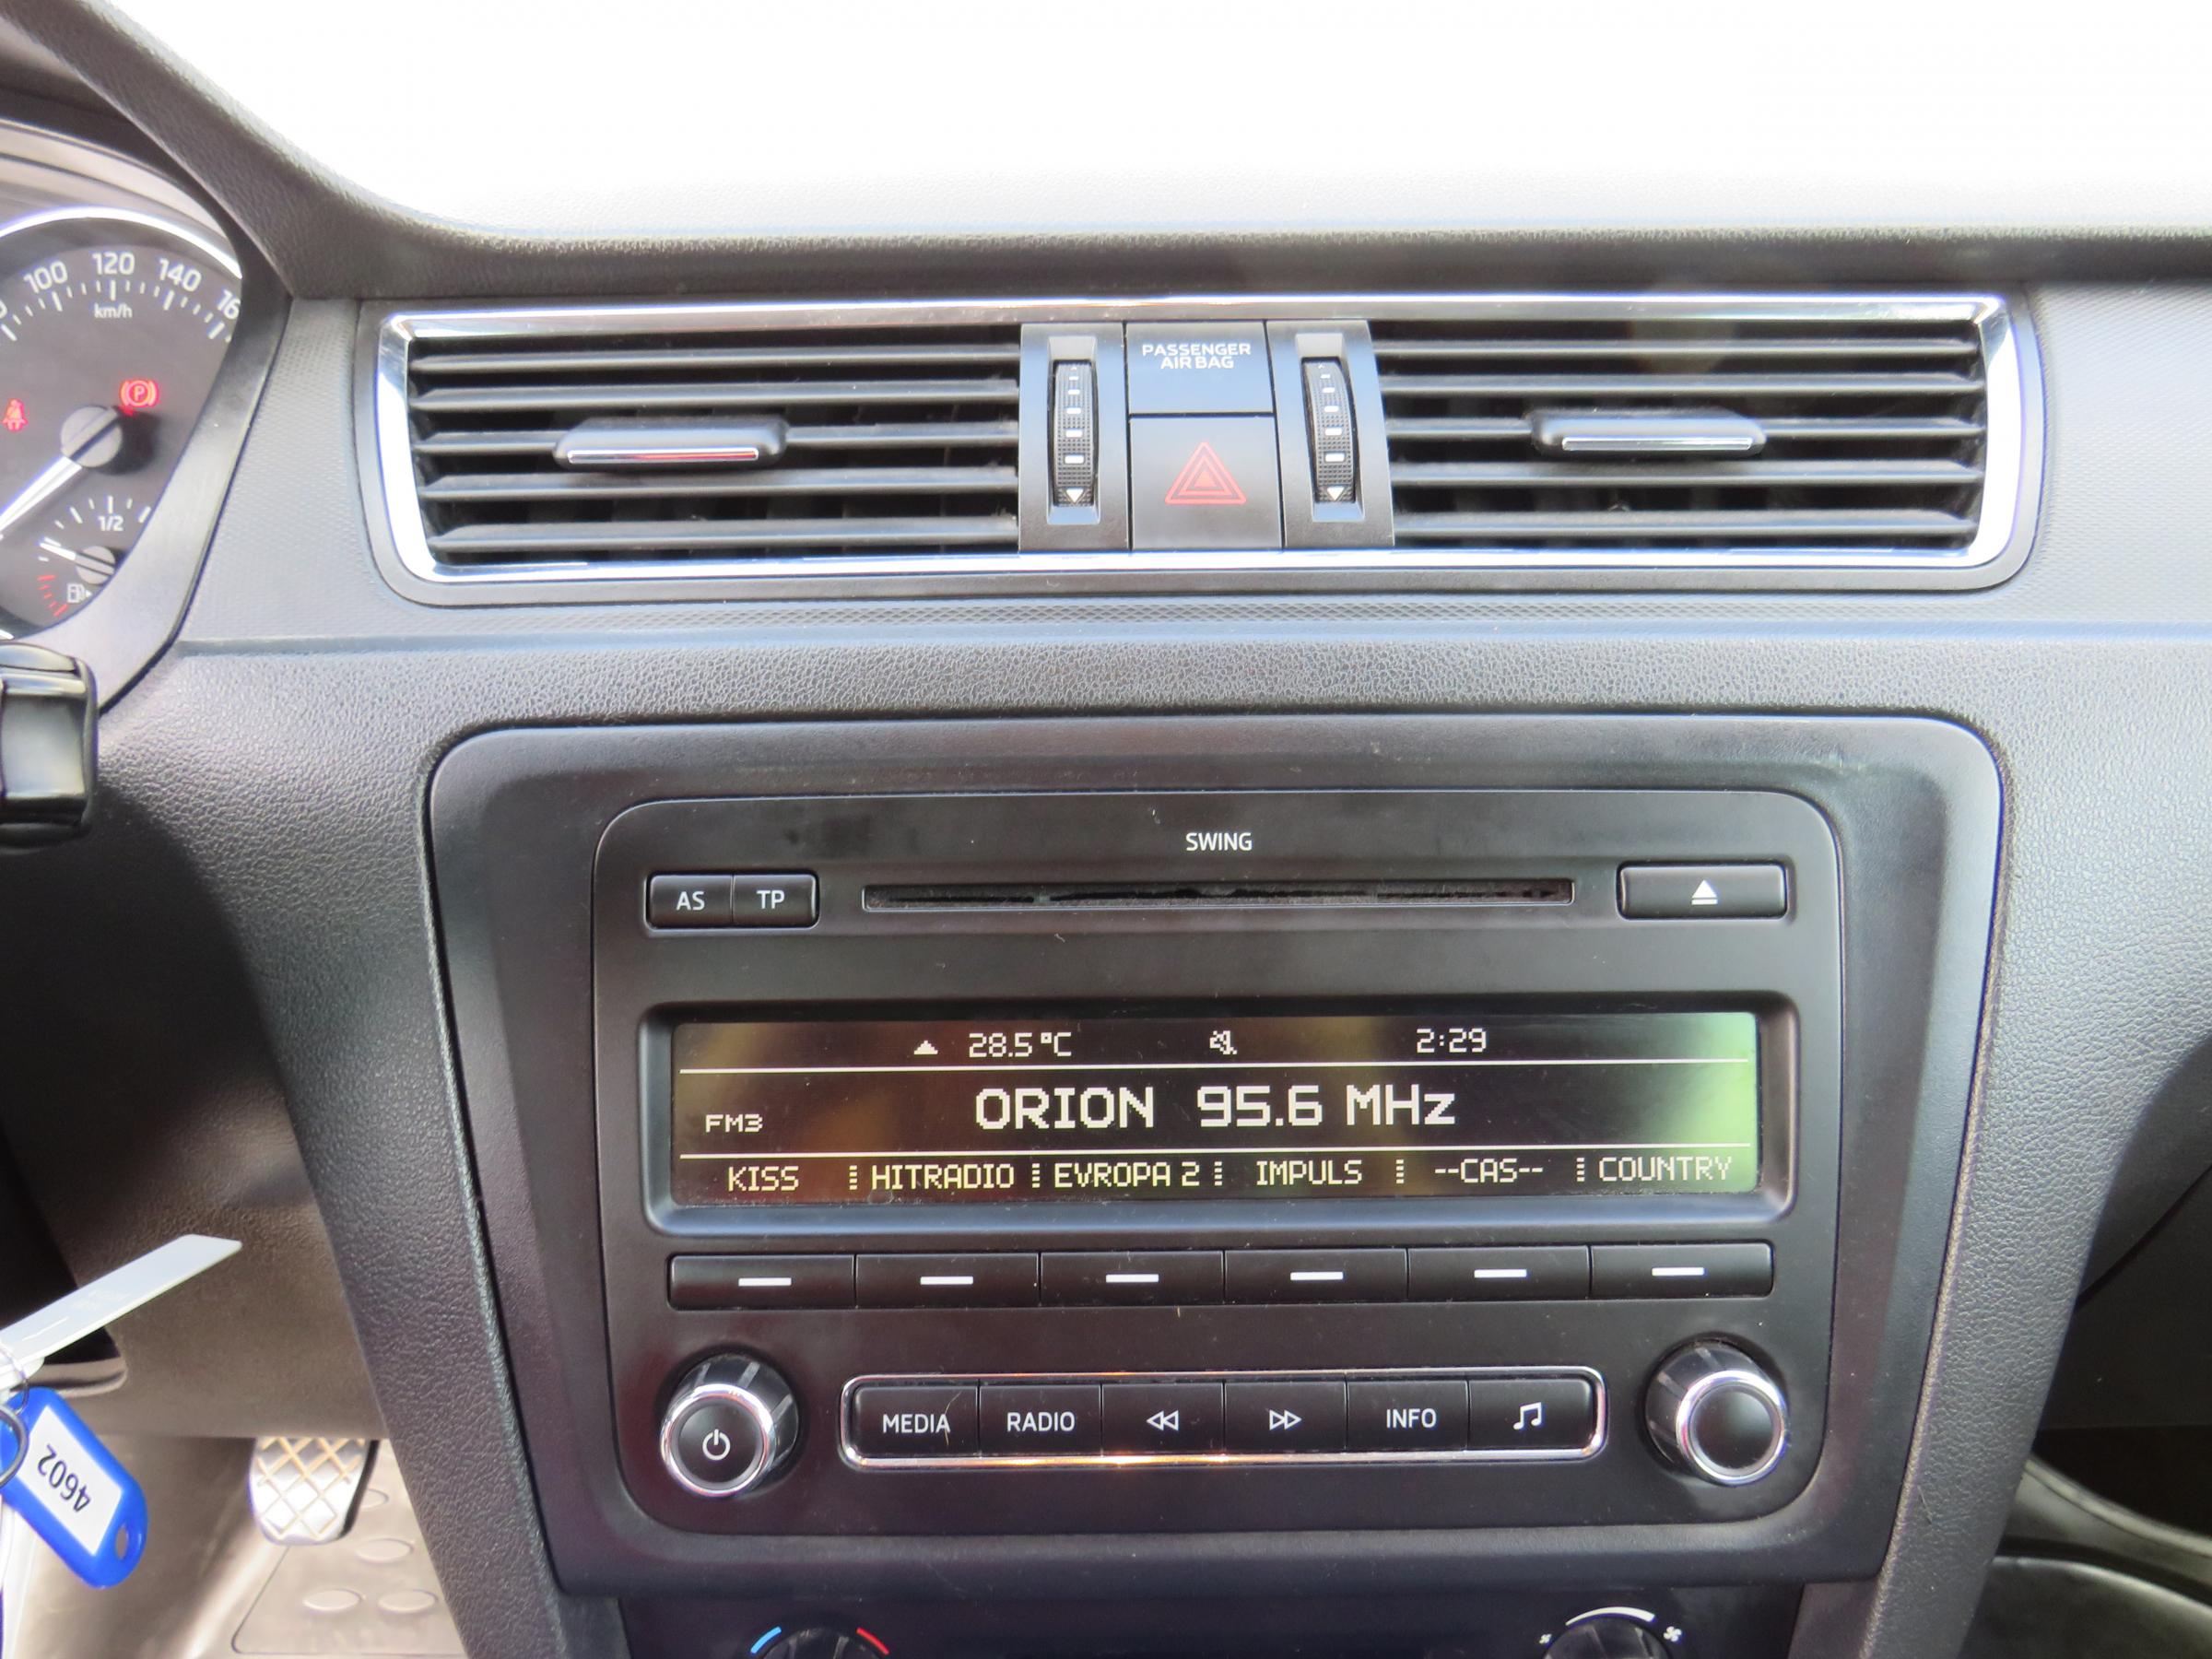 100 120 140 16
km/h
1/2
PASSENGER
AIR BAG
SWING
AS TP
28.5°C 2:29
FM3 ORION 95.6 MHz
KISS HITRADIO EVROPA 2 IMPULS --CAS-- COUNTRY
MEDIA RADIO INFO
4602